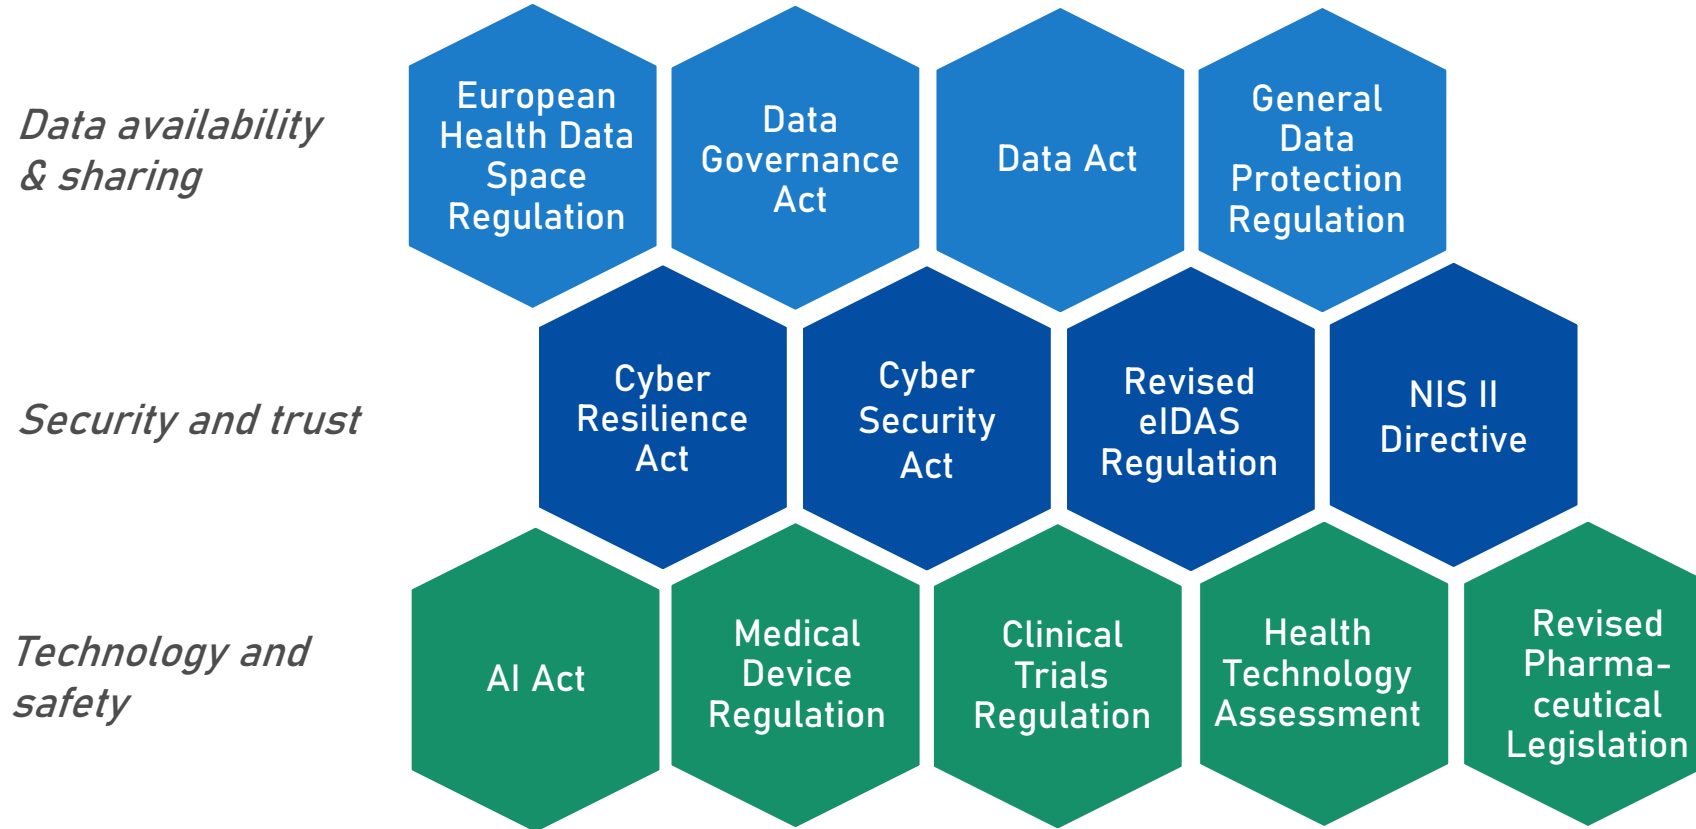 Data availability
& sharing
European
Health Data
Space
Regulation
Data
Governance
Act
Data Act
General
Data
Protection
Regulation
Security and trust
Cyber
Resilience
Act
Cyber
Security
Act
Revised
eIDAS
Regulation
NIS II
Directive
Technology and
safety
AI Act
Medical
Device
Regulation
Clinical
Trials
Regulation
Health
Technology
Assessment
Revised
Pharma-
ceutical
Legislation